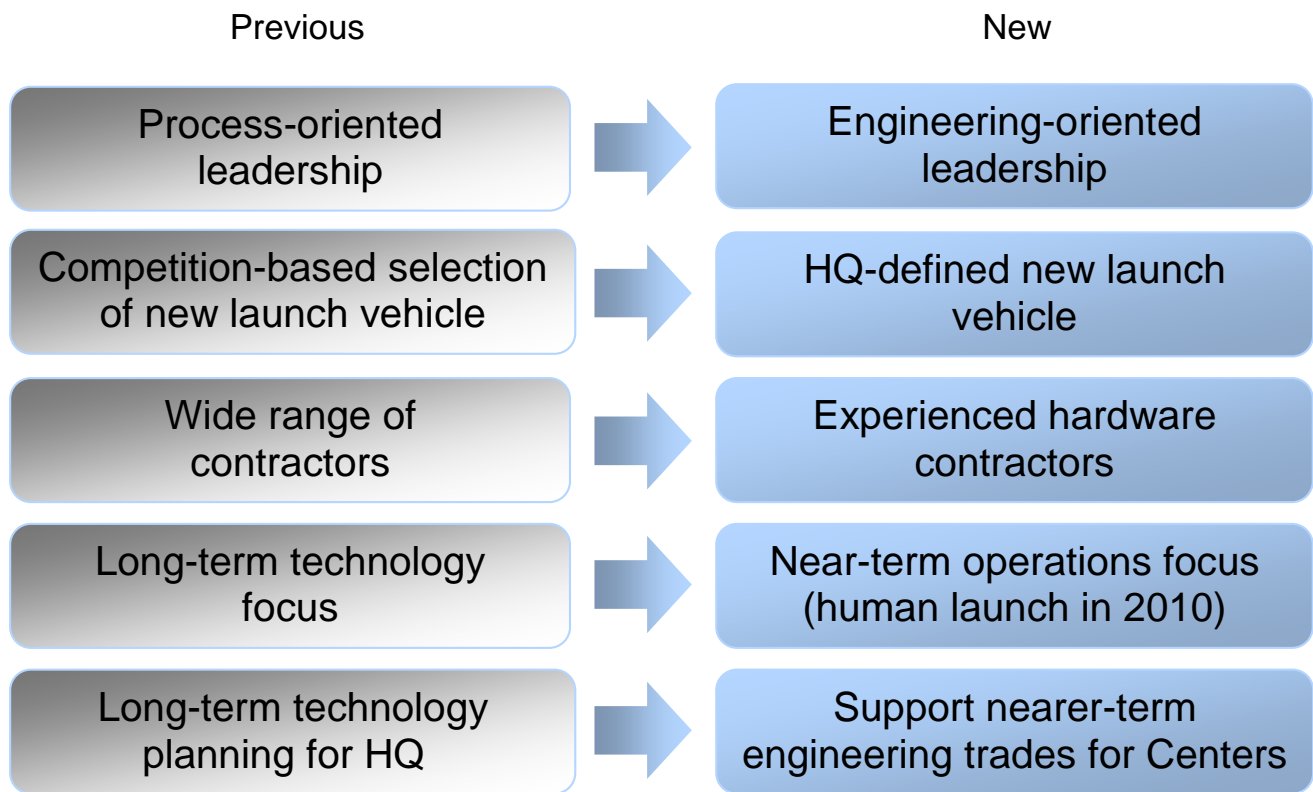 Previous
New
Process-oriented
leadership
Engineering-oriented
leadership
Competition-based selection
of new launch vehicle
HQ-defined new launch
vehicle
Wide range of
contractors
Experienced hardware
contractors
Long-term technology
focus
Near-term operations focus
(human launch in 2010)
Long-term technology
planning for HQ
Support nearer-term
engineering trades for Centers